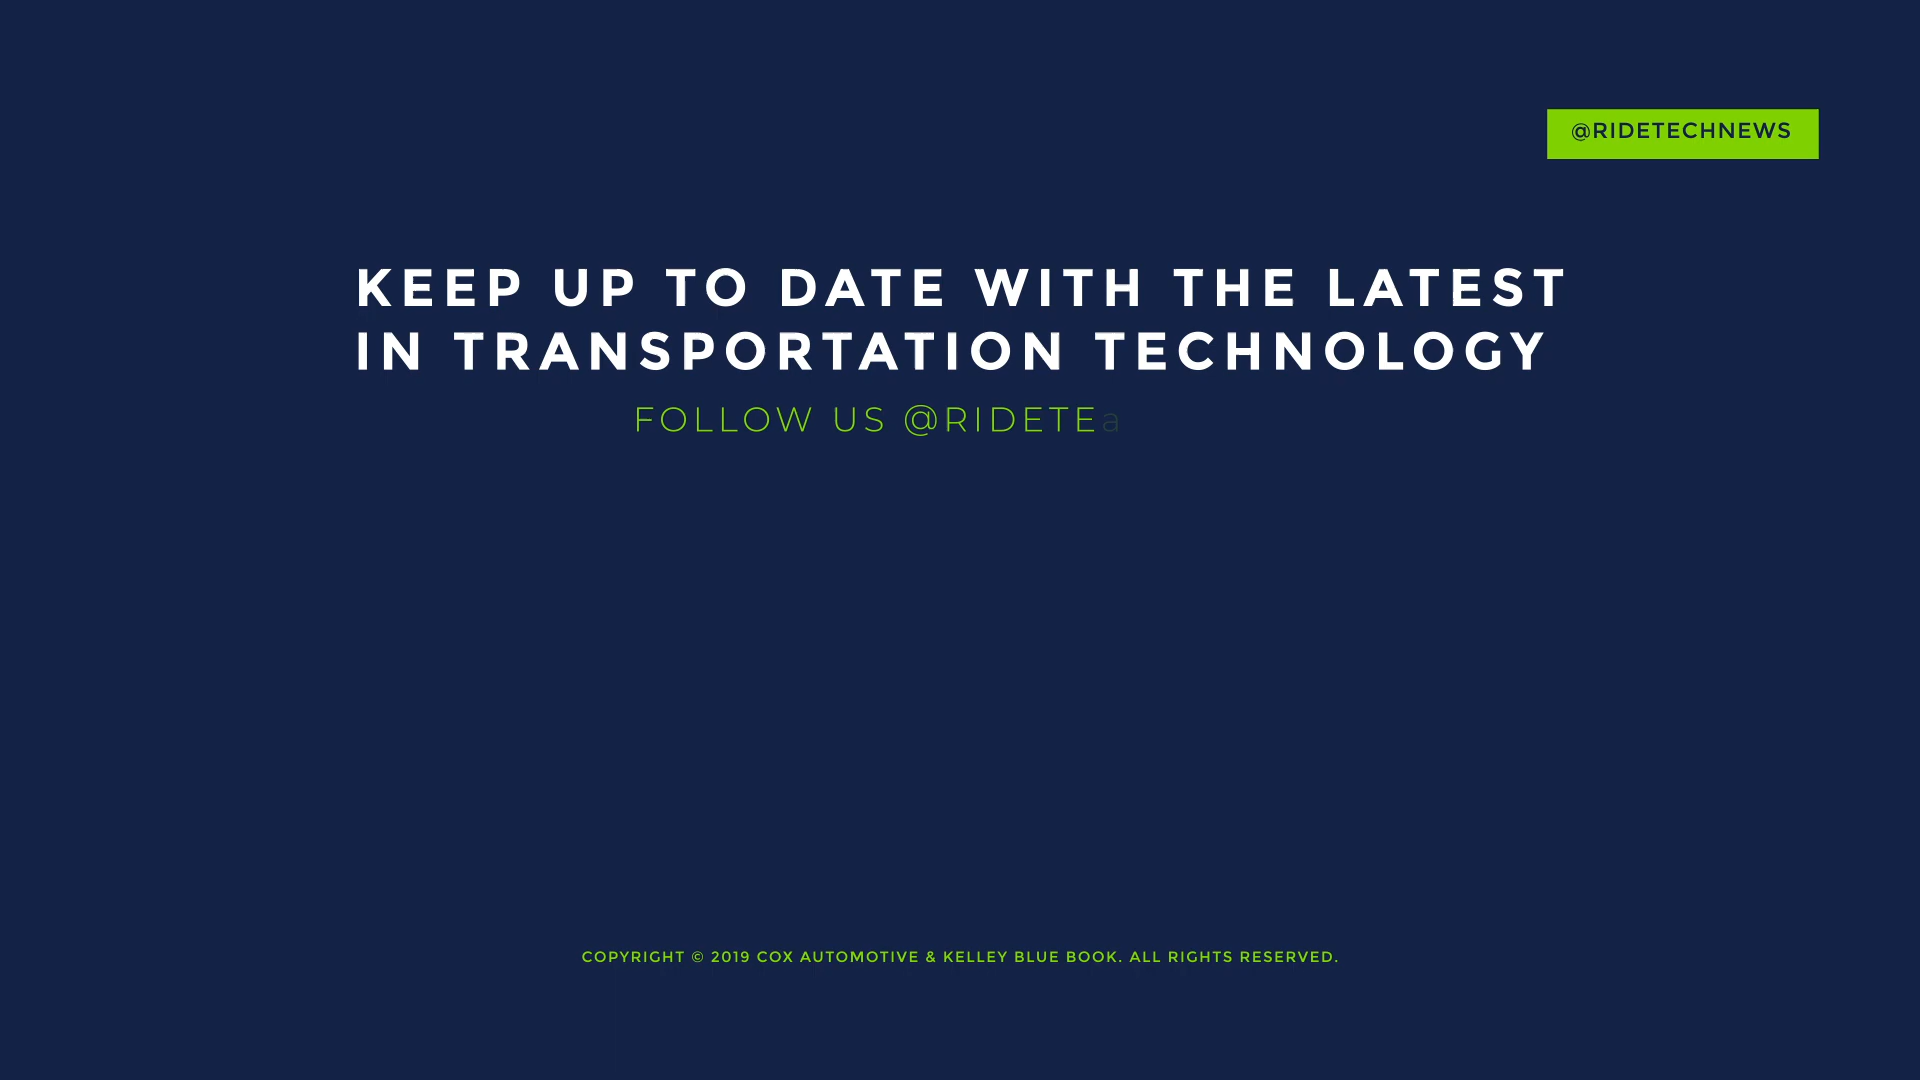 @RIDETECHNEWS
KEEP UP TO DATE WITH THE LATEST
IN TRANSPORTATION TECHNOLOGY
FOLLOW US @RIDETEa
COPYRIGHT © 2019 COX AUTOMOTIVE & KELLEY BLUE BOOK. ALL RIGHTS RESERVED.